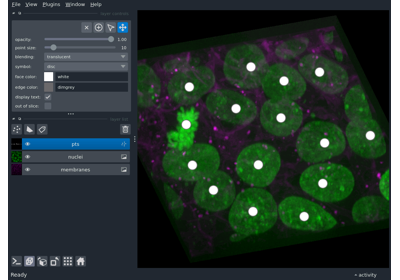 File View Plugins Window Help
opacity: 1.00
point size: 10
blending: translucent
symbol: disc
face color: white
edge color: dimgrey
display text: ✓
out of slice:
pts
nuclei
membranes
Ready
activity